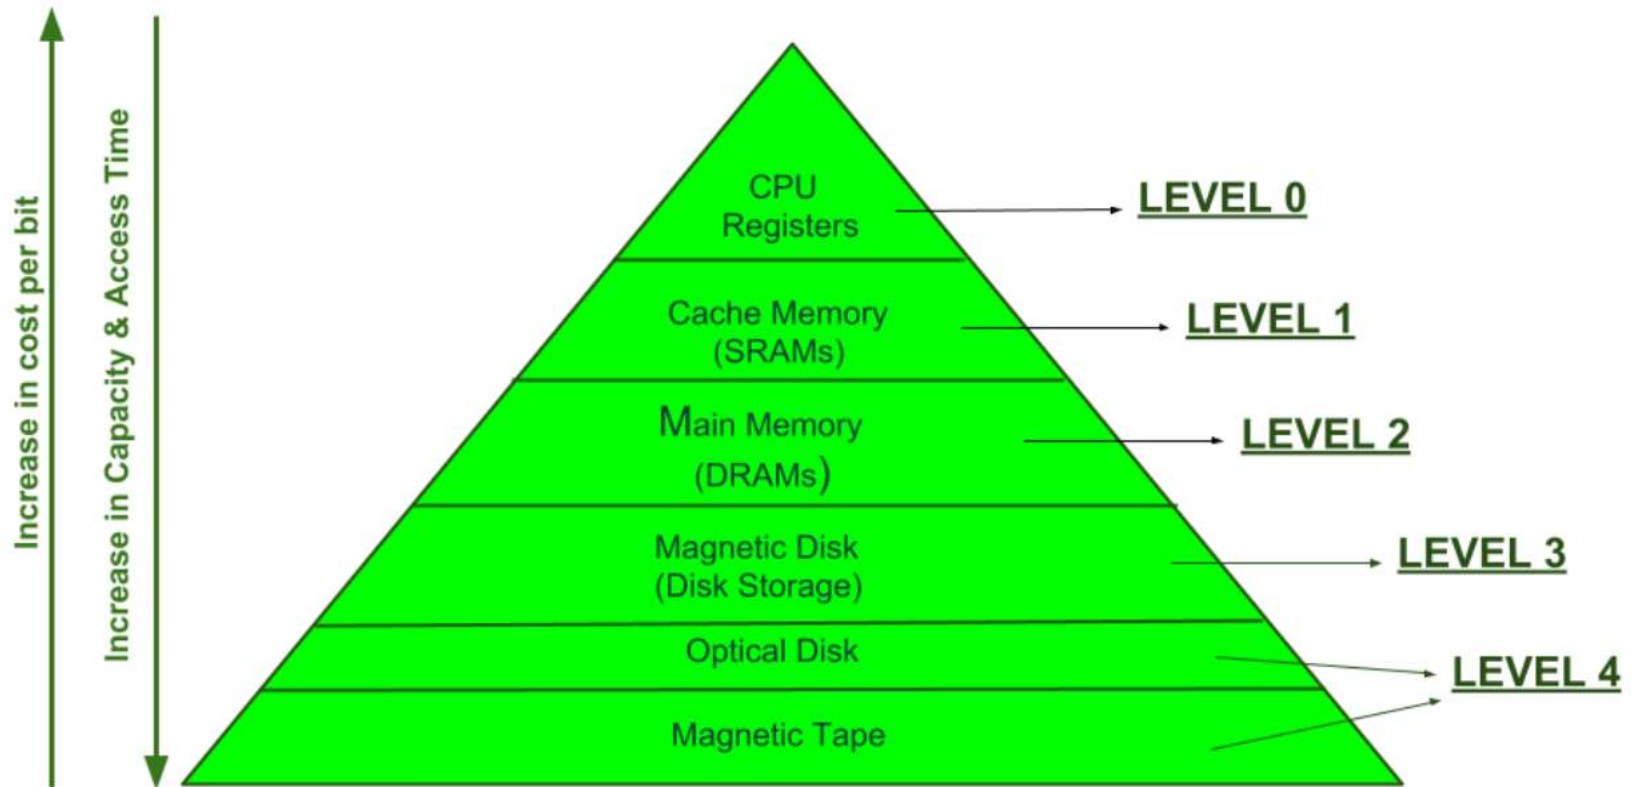 Increase in cost per bit
Increase in Capacity & Access Time
CPU
Registers
LEVEL 0
Cache Memory
(SRAMs)
LEVEL 1
Main Memory
(DRAMs)
LEVEL 2
Magnetic Disk
(Disk Storage)
LEVEL 3
Optical Disk
LEVEL 4
Magnetic Tape